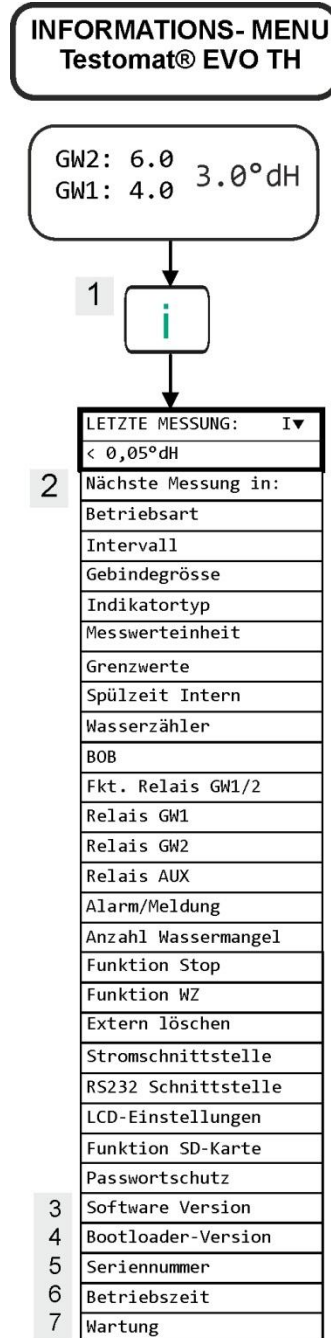 INFORMATIONS- MENU
Testomat® EVO TH
GW2: 6.0
GW1: 4.0
3.0°dH
1
i
LETZTE MESSUNG: I▼
< 0,05°dH
2 Nächste Messung in:
Betriebsart
Intervall
Gebindegrösse
Indikatortyp
Messwerteinheit
Grenzwerte
Spülzeit Intern
Wasserzähler
BOB
Fkt. Relais GW1/2
Relais GW1
Relais GW2
Relais AUX
Alarm/Meldung
Anzahl Wassermangel
Funktion Stop
Funktion WZ
Extern löschen
Stromschnittstelle
RS232 Schnittstelle
LCD-Einstellungen
Funktion SD-Karte
Passwortschutz
3 Software Version
4 Bootloader-Version
5 Seriennummer
6 Betriebszeit
7 Wartung